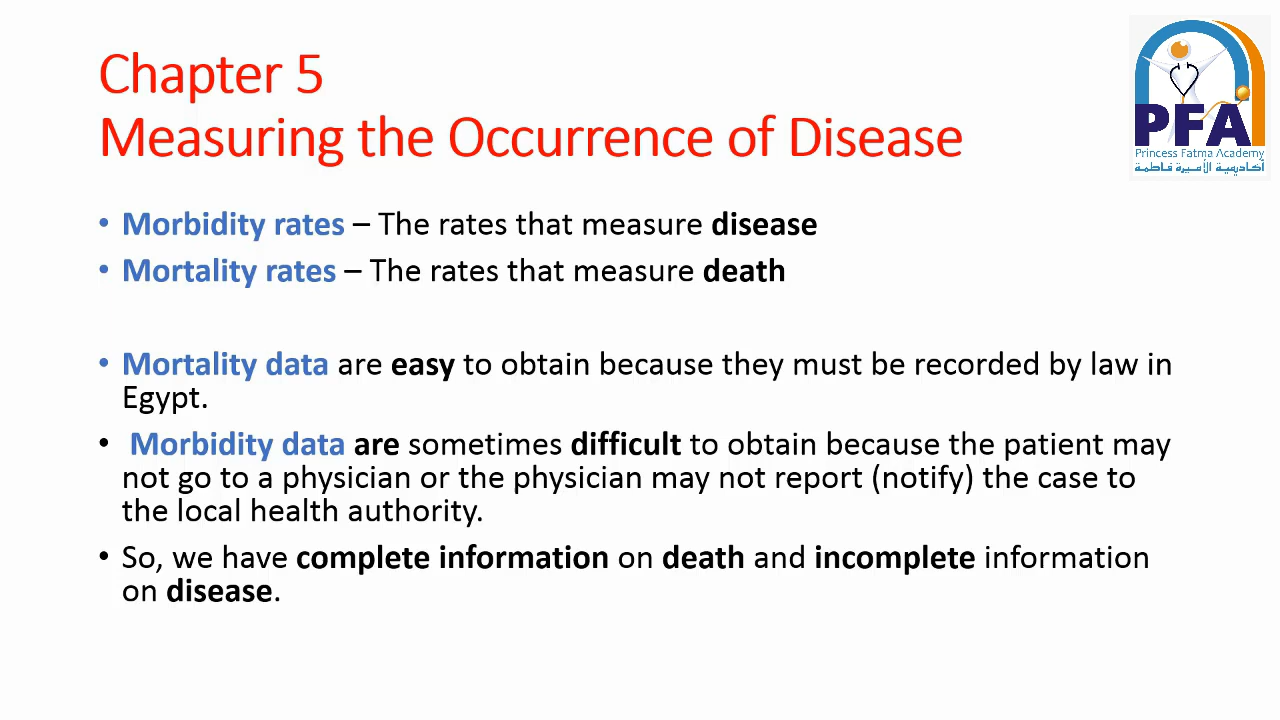 Chapter 5
Measuring the Occurrence of Disease
PFA
Princess Fatma Academy
أكاديمية الأميرة فاطمة
• Morbidity rates – The rates that measure disease
• Mortality rates – The rates that measure death
• Mortality data are easy to obtain because they must be recorded by law in
Egypt.
• Morbidity data are sometimes difficult to obtain because the patient may
not go to a physician or the physician may not report (notify) the case to
the local health authority.
• So, we have complete information on death and incomplete information
on disease.